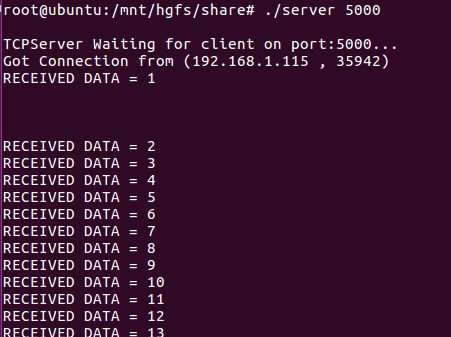 root@ubuntu:/mnt/hgfs/share# ./server 5000
TCPServer Waiting for client on port:5000...
Got Connection from (192.168.1.115 , 35942)
RECEIVED DATA = 1
RECEIVED DATA = 2
RECEIVED DATA = 3
RECEIVED DATA = 4
RECEIVED DATA = 5
RECEIVED DATA = 6
RECEIVED DATA = 7
RECEIVED DATA = 8
RECEIVED DATA = 9
RECEIVED DATA = 10
RECEIVED DATA = 11
RECEIVED DATA = 12
RECEIVED DATA = 13